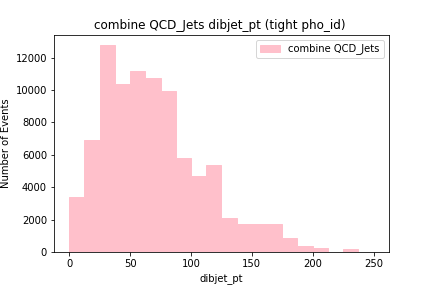 combine QCD_Jets dibjet_pt (tight pho_id)
combine QCD_Jets
Number of Events
12000
10000
8000
6000
4000
2000
0
0 50 100 150 200 250
dibjet_pt